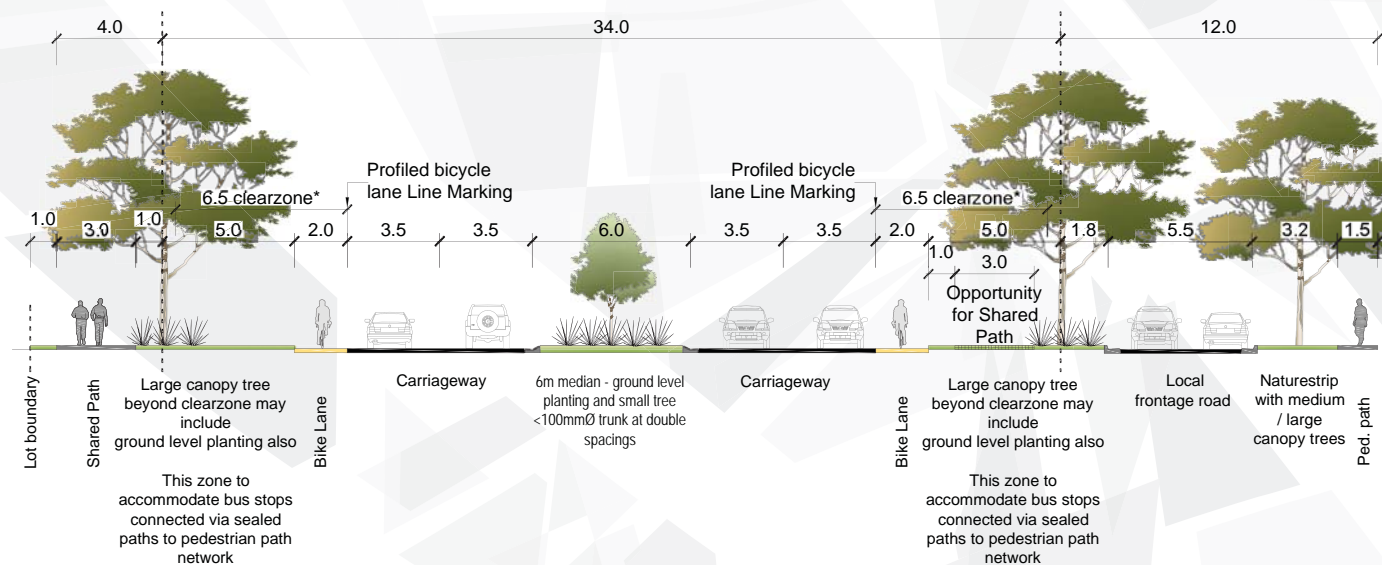 4.0
34.0
12.0
Profiled bicycle
lane Line Marking
Profiled bicycle
lane Line Marking
6.5 clearzone*
6.5 clearzone*
1.0
3.0
1.0
5.0
2.0
3.5
3.5
6.0
3.5
3.5
2.0
5.0
1.8
5.5
3.2
1.5
1.0
3.0
Opportunity
for Shared
Path
Lot boundary
Shared Path
Large canopy tree
beyond clearzone may
include
ground level planting also
This zone to
accommodate bus stops
connected via sealed
paths to pedestrian path
network
Bike Lane
Carriageway
6m median - ground level
planting and small tree
<100mmØ trunk at double
spacings
Carriageway
Bike Lane
Large canopy tree
beyond clearzone may
include
ground level planting also
This zone to
accommodate bus stops
connected via sealed
paths to pedestrian path
network
Local
frontage road
Naturestrip
with medium
/ large
canopy trees
Ped. path